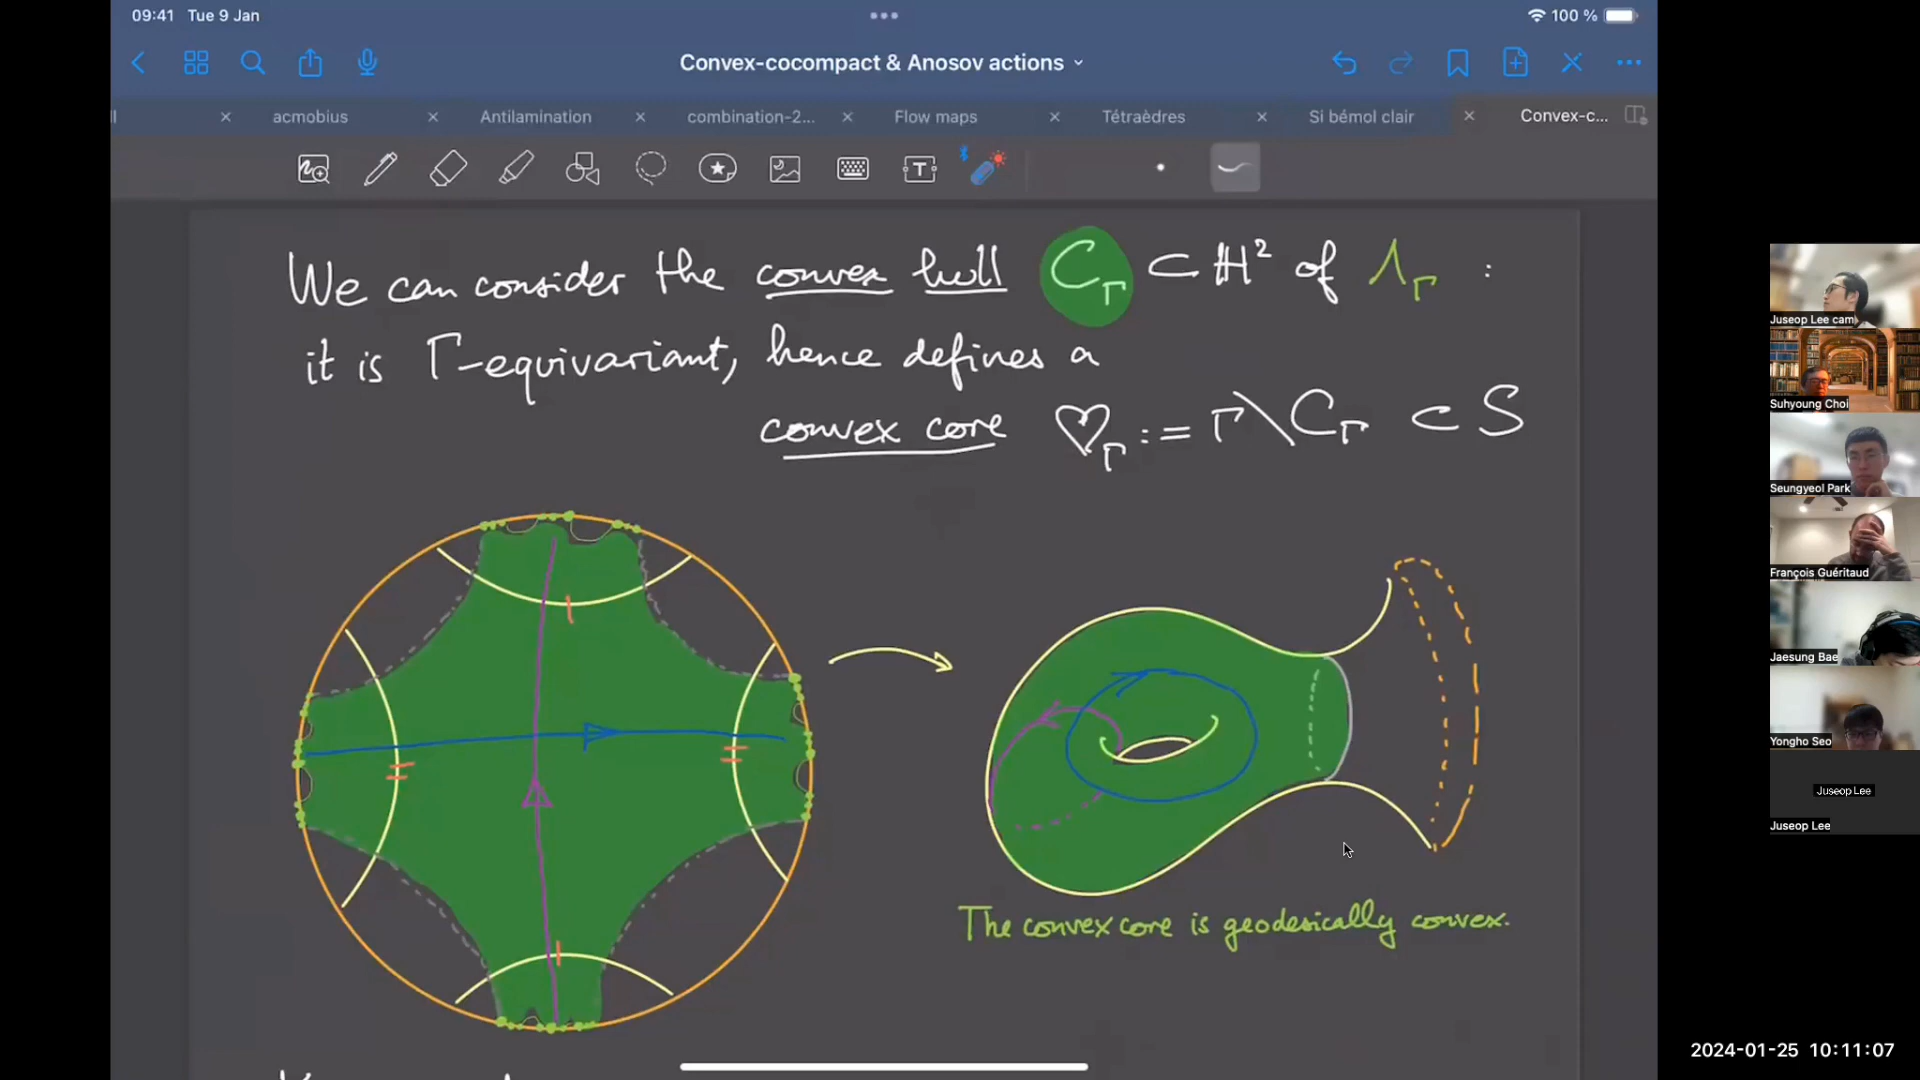 09:41 Tue 9 Jan
100 %
Convex-cocompact & Anosov actions
acmobius
Antilamination
combination-2...
Flow maps
Tétraèdres
Si bémol clair
Convex-c...
We can consider the convex hull C_Γ ⊂ ℍ² of Λ_Γ :
it is Γ-equivariant, hence defines a
convex core ♡_Γ := Γ\C_Γ ⊂ S
The convex core is geodesically convex.
Juseop Lee cam
Suhyoung Choi
Seungyeol Park
François Guéritaud
Jaesung Bae
Yongho Seo
Juseop Lee
Juseop Lee
2024-01-25 10:11:07